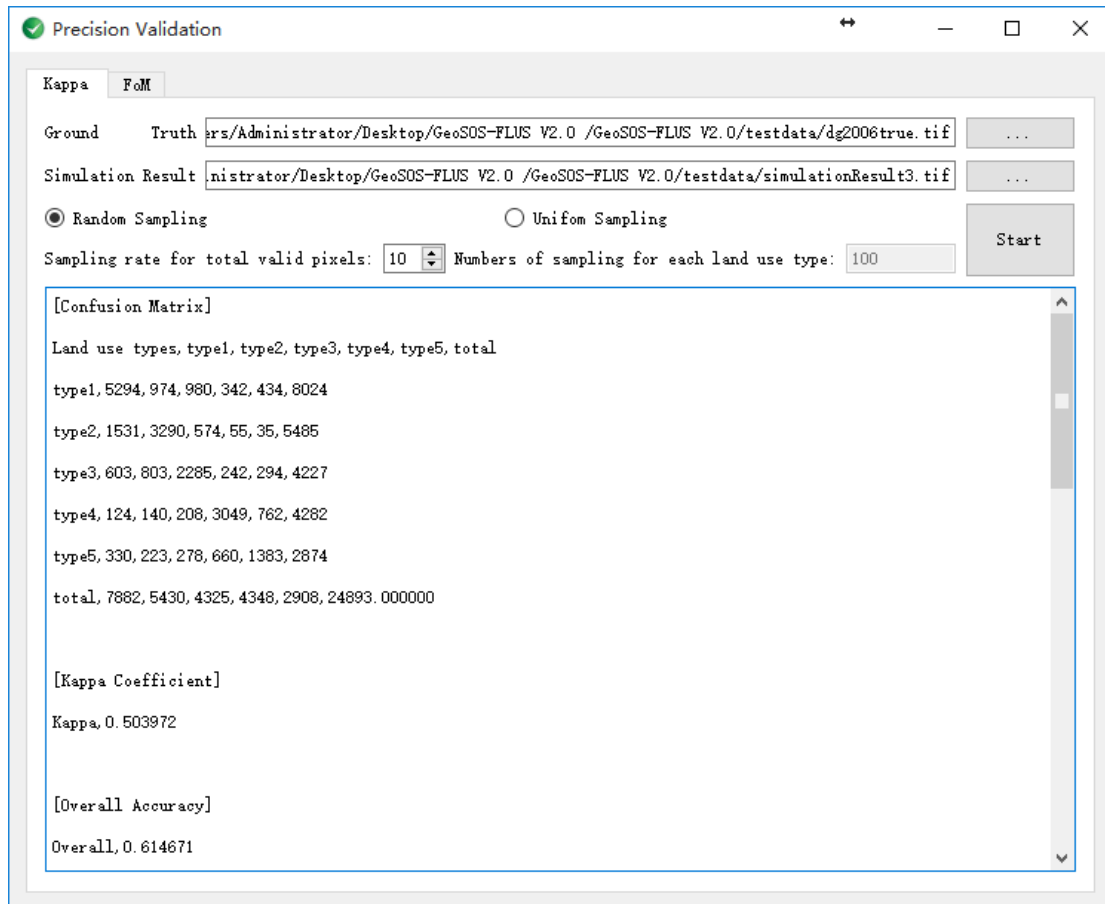 Precision Validation
Kappa FoM
Ground Truth ers/Administrator/Desktop/GeoSOS-FLUS V2.0 /GeoSOS-FLUS V2.0/testdata/dg2006true.tif ...
Simulation Result nistrator/Desktop/GeoSOS-FLUS V2.0 /GeoSOS-FLUS V2.0/testdata/simulationResult3.tif ...
Random Sampling Unifom Sampling
Start
Sampling rate for total valid pixels: 10 Numbers of sampling for each land use type: 100
[Confusion Matrix]
Land use types, type1, type2, type3, type4, type5, total
type1, 5294, 974, 980, 342, 434, 8024
type2, 1531, 3290, 574, 55, 35, 5485
type3, 603, 803, 2285, 242, 294, 4227
type4, 124, 140, 208, 3049, 762, 4282
type5, 330, 223, 278, 660, 1383, 2874
total, 7882, 5430, 4325, 4348, 2908, 24893.000000
[Kappa Coefficient]
Kappa, 0.503972
[Overall Accuracy]
Overall, 0.614671